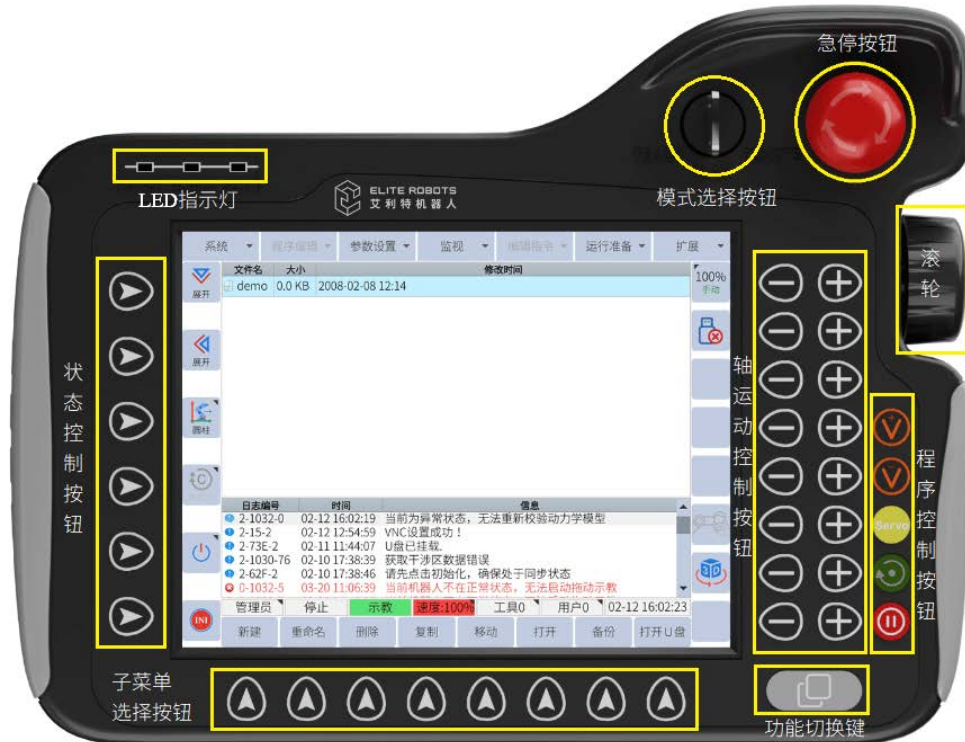 急停按钮
LED指示灯
ELITE ROBOTS
艾利特机器人
模式选择按钮
滚轮
系统 程序编辑 参数设置 监视 编辑指令 运行准备 扩展
文件名 大小 修改时间
demo 0.0 KB 2008-02-08 12:14
100%
手动
展开
展开
圆柱
C
状态控制按钮
轴运动控制按钮
程序控制按钮
V+
V-
Servo
日志编号 时间 信息
2-1032-0 02-12 16:02:19 当前为异常状态，无法重新校验动力学模型
2-15-2 02-12 12:54:59 VNC设置成功！
2-73E-2 02-11 11:44:07 U盘已挂载.
2-1030-76 02-10 17:38:39 获取干涉区数据错误
2-62F-2 02-10 17:38:46 请先点击初始化，确保处于同步状态
0-1032-5 03-20 11:06:39 当前机器人不在正常状态，无法启动拖动示教
3D
INI
管理员 停止 示教 速度:100% 工具0 用户0 02-12 16:02:23
新建 重命名 删除 复制 移动 打开 备份 打开U盘
子菜单
选择按钮
功能切换键